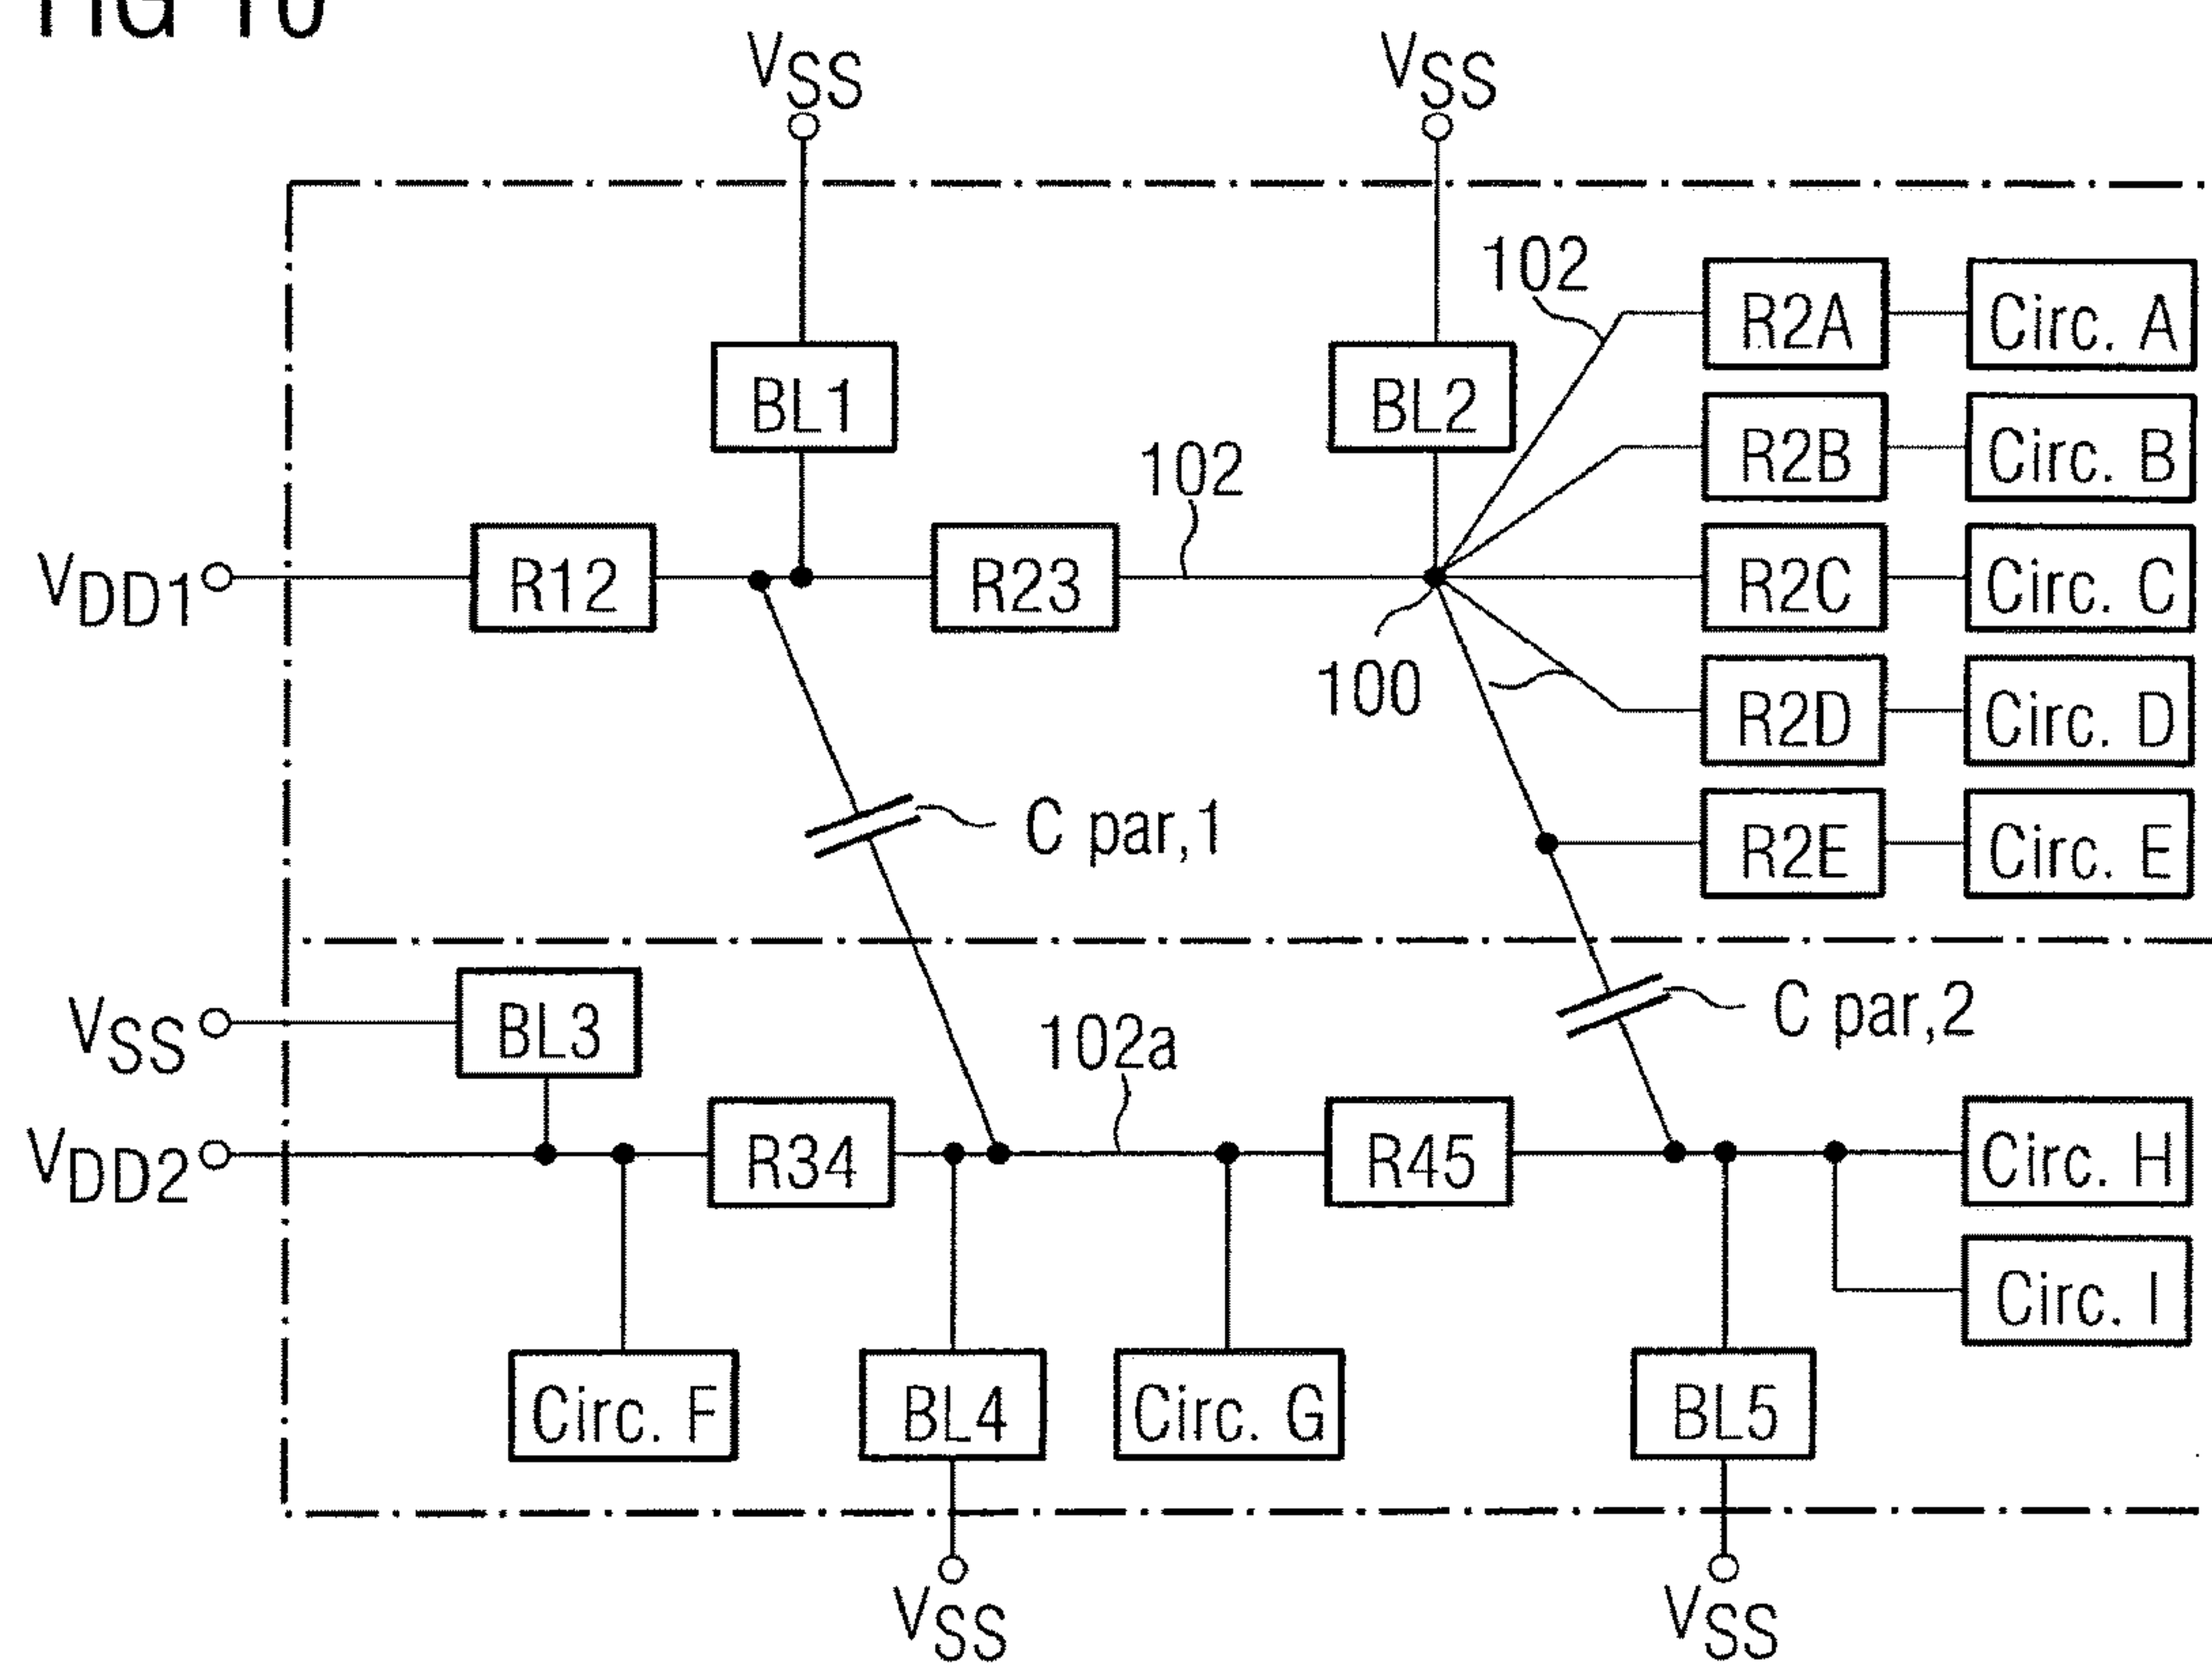 FIG 10
VSS
VSS
102
R2A
Circ. A
BL1
BL2
R2B
Circ. B
102
VDD1
R12
R23
R2C
Circ. C
100
R2D
Circ. D
C par,1
R2E
Circ. E
VSS
BL3
C par,2
102a
VDD2
R34
R45
Circ. H
Circ. I
Circ. F
BL4
Circ. G
BL5
VSS
VSS